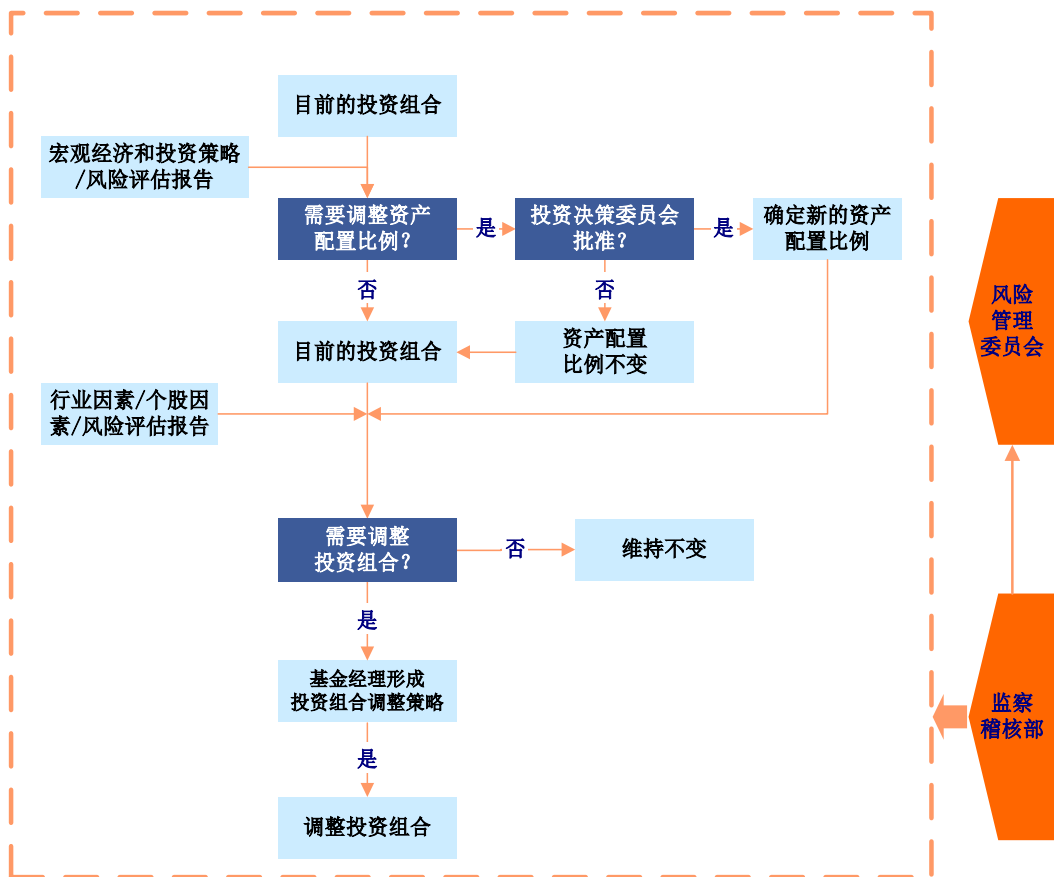 目前的投资组合
宏观经济和投资策略
/风险评估报告
需要调整资产
配置比例？
是
投资决策委员会
批准？
是
确定新的资产
配置比例
否
否
目前的投资组合
资产配置
比例不变
风险
管理
委员会
行业因素/个股因
素/风险评估报告
需要调整
投资组合？
否
维持不变
是
基金经理形成
投资组合调整策略
监察
稽核部
是
调整投资组合